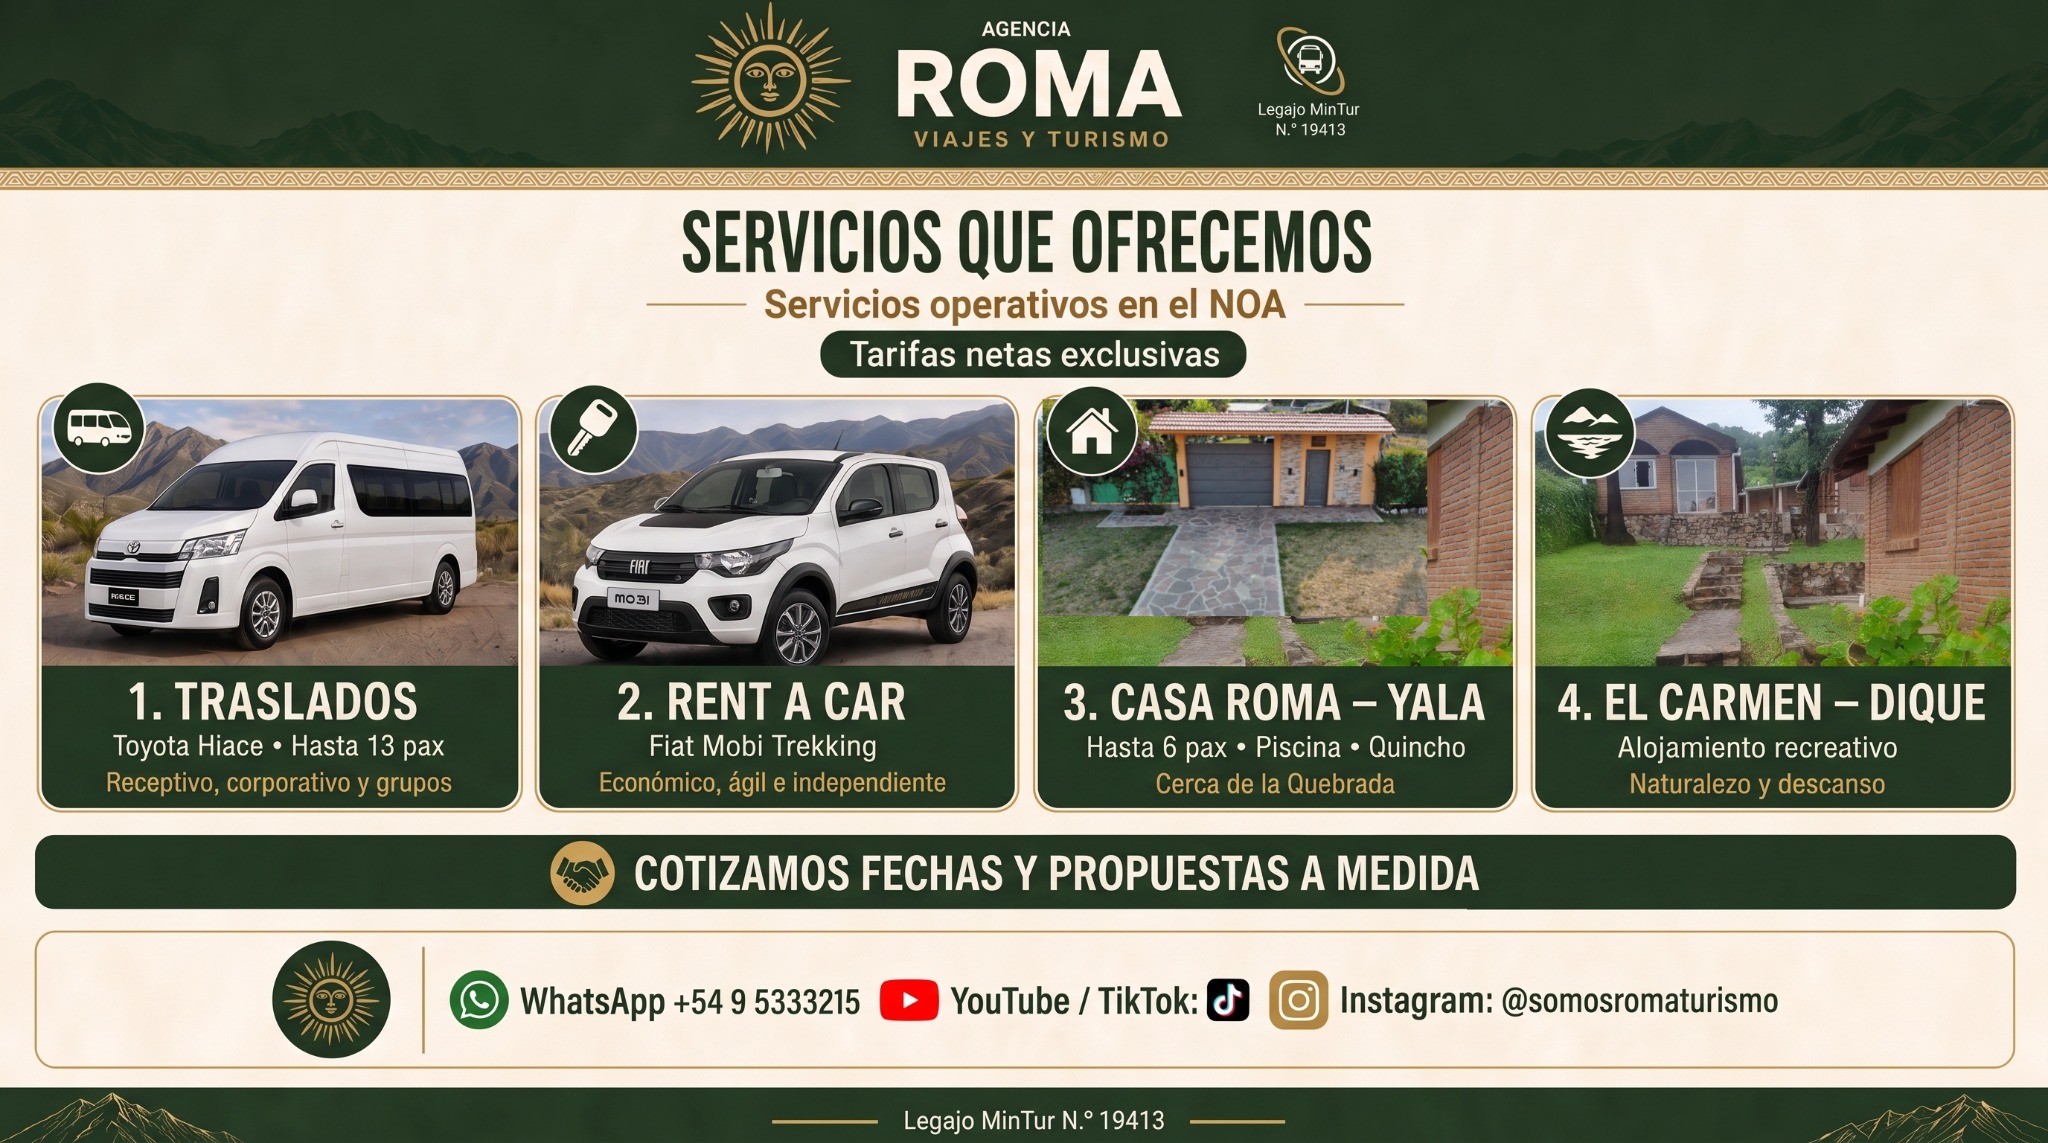 AGENCIA
ROMA
VIAJES Y TURISMO
Legajo MinTur
N.° 19413
SERVICIOS QUE OFRECEMOS
Servicios operativos en el NOA
Tarifas netas exclusivas
FIAT
MO3I
1. TRASLADOS
Toyota Hiace • Hasta 13 pax
Receptivo, corporativo y grupos
2. RENT A CAR
Fiat Mobi Trekking
Económico, ágil e independiente
3. CASA ROMA – YALA
Hasta 6 pax • Piscina • Quincho
Cerca de la Quebrada
4. EL CARMEN – DIQUE
Alojamiento recreativo
Naturalezo y descanso
COTIZAMOS FECHAS Y PROPUESTAS A MEDIDA
WhatsApp +54 9 5333215 YouTube / TikTok: Instagram: @somosromaturismo
Legajo MinTur N.° 19413